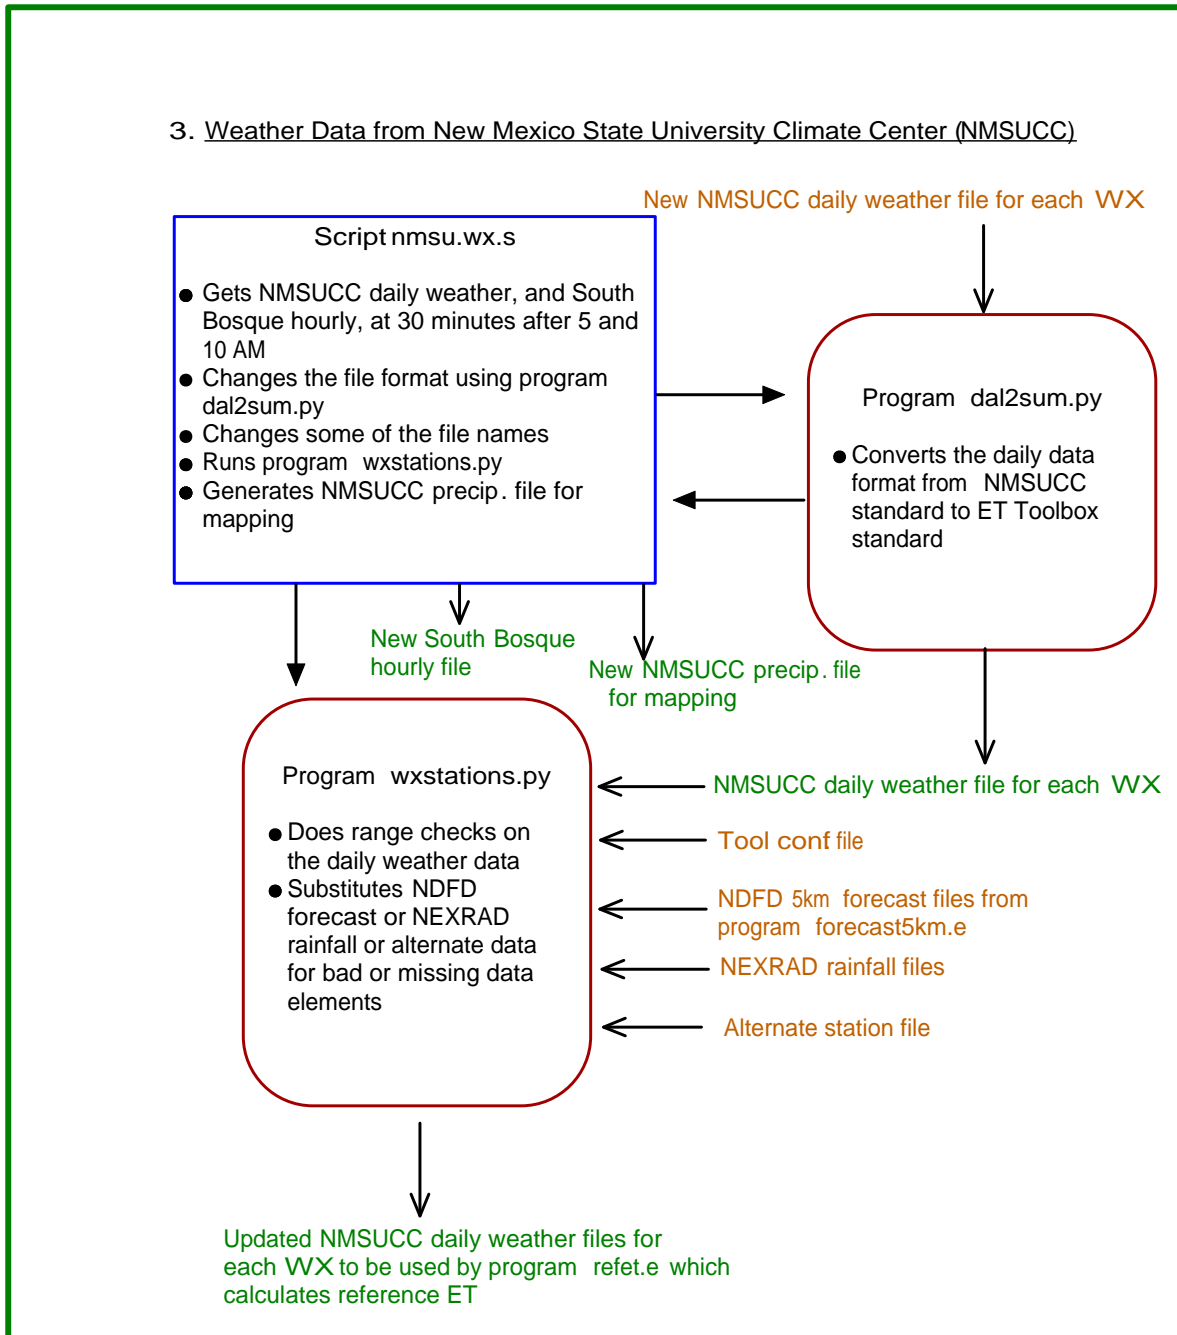 3. Weather Data from New Mexico State University Climate Center (NMSUCC)
New NMSUCC daily weather file for each WX
Script nmsu.wx.s
● Gets NMSUCC daily weather, and South
Bosque hourly, at 30 minutes after 5 and
10 AM
● Changes the file format using program
dal2sum.py
● Changes some of the file names
● Runs program wxstations.py
● Generates NMSUCC precip. file for
mapping
Program dal2sum.py
● Converts the daily data
format from NMSUCC
standard to ET Toolbox
standard
New South Bosque
hourly file
New NMSUCC precip. file
for mapping
Program wxstations.py
● Does range checks on
the daily weather data
● Substitutes NDFD
forecast or NEXRAD
rainfall or alternate data
for bad or missing data
elements
NMSUCC daily weather file for each WX
Tool conf file
NDFD 5km forecast files from
program forecast5km.e
NEXRAD rainfall files
Alternate station file
Updated NMSUCC daily weather files for
each WX to be used by program refet.e which
calculates reference ET